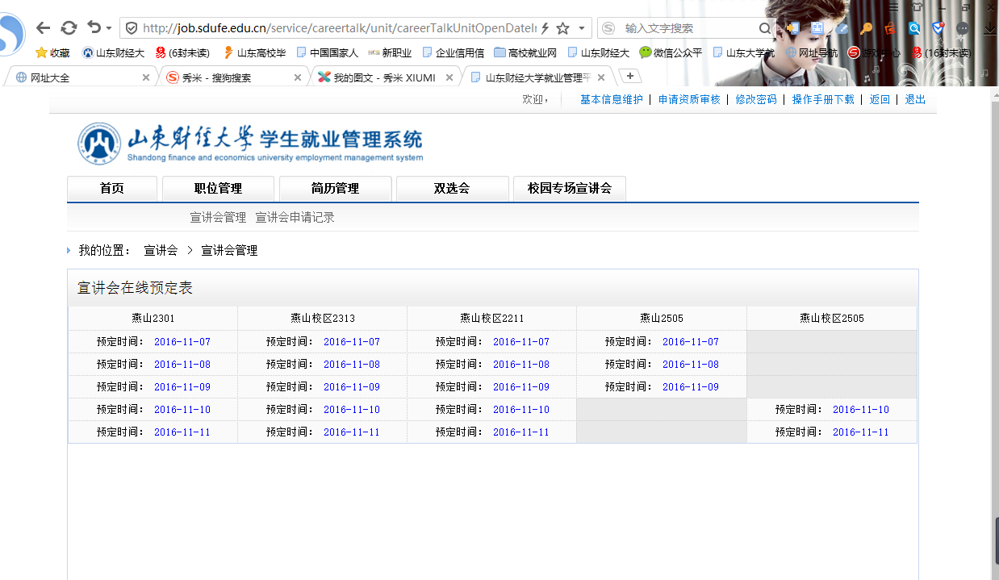 http://job.sdufe.edu.cn/service/careertalk/unit/careerTalkUnitOpenDateIn 输入文字搜索
收藏 山东财经大 (6封未读) 山东高校毕 中国国家人 新职业 企业信用信 高校就业网 山东财经大 微信公众平 山东大学就 网址导航 游戏中心 (16封未读)
网址大全 秀米 - 搜狗搜索 我的图文 - 秀米 XIUMI 山东财经大学就业管理平
欢迎， 基本信息维护 | 申请资质审核 | 修改密码 | 操作手册下载 | 返回 | 退出
山东财经大学 学生就业管理系统
Shandong finance and economics university employment management system
首页 职位管理 简历管理 双选会 校园专场宣讲会
宣讲会管理 宣讲会申请记录
我的位置： 宣讲会 > 宣讲会管理
宣讲会在线预定表
燕山2301 燕山校区2313 燕山校区2211 燕山2505 燕山校区2505
预定时间： 2016-11-07 预定时间： 2016-11-07 预定时间： 2016-11-07 预定时间： 2016-11-07
预定时间： 2016-11-08 预定时间： 2016-11-08 预定时间： 2016-11-08 预定时间： 2016-11-08
预定时间： 2016-11-09 预定时间： 2016-11-09 预定时间： 2016-11-09 预定时间： 2016-11-09
预定时间： 2016-11-10 预定时间： 2016-11-10 预定时间： 2016-11-10 预定时间： 2016-11-10
预定时间： 2016-11-11 预定时间： 2016-11-11 预定时间： 2016-11-11 预定时间： 2016-11-11